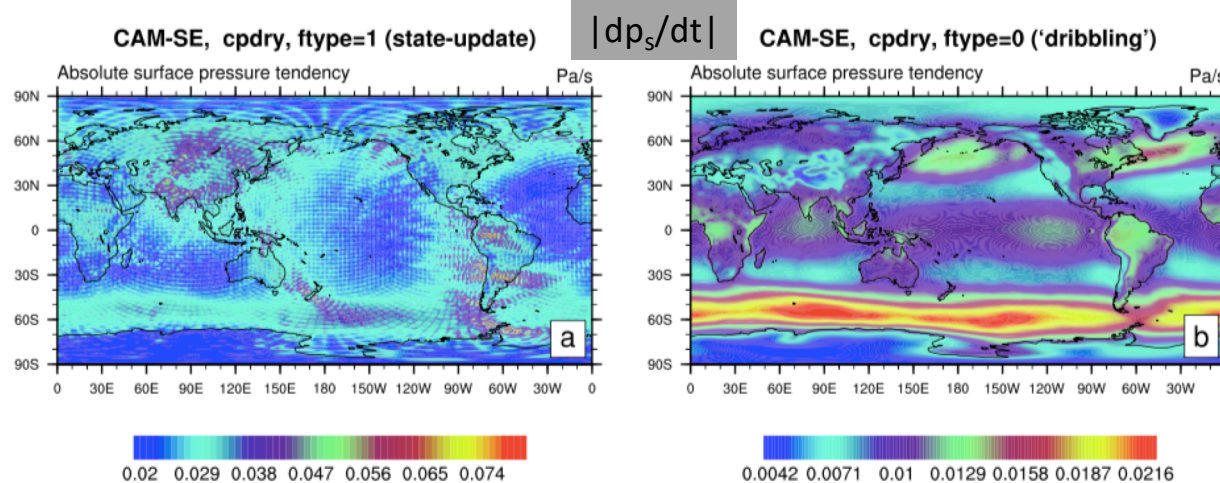 |dpₛ/dt|
CAM-SE, cpdry, ftype=1 (state-update)
Absolute surface pressure tendency Pa/s
90N
60N
30N
0
30S
60S
90S
0 30E 60E 90E 120E 150E 180 150W 120W 90W 60W 30W 0
a
0.02 0.029 0.038 0.047 0.056 0.065 0.074
CAM-SE, cpdry, ftype=0 (‘dribbling’)
Absolute surface pressure tendency Pa/s
90N
60N
30N
0
30S
60S
90S
0 30E 60E 90E 120E 150E 180 150W 120W 90W 60W 30W
b
0.0042 0.0071 0.01 0.0129 0.0158 0.0187 0.0216